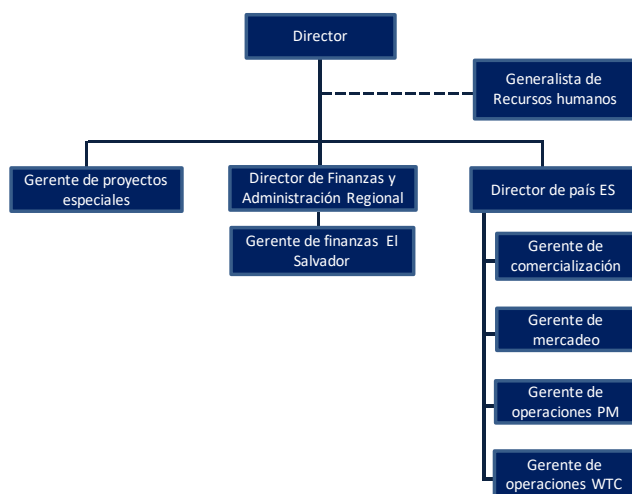 Director
Generalista de
Recursos humanos
Gerente de proyectos
especiales
Director de Finanzas y
Administración Regional
Director de país ES
Gerente de finanzas El
Salvador
Gerente de
comercialización
Gerente de
mercadeo
Gerente de
operaciones PM
Gerente de
operaciones WTC